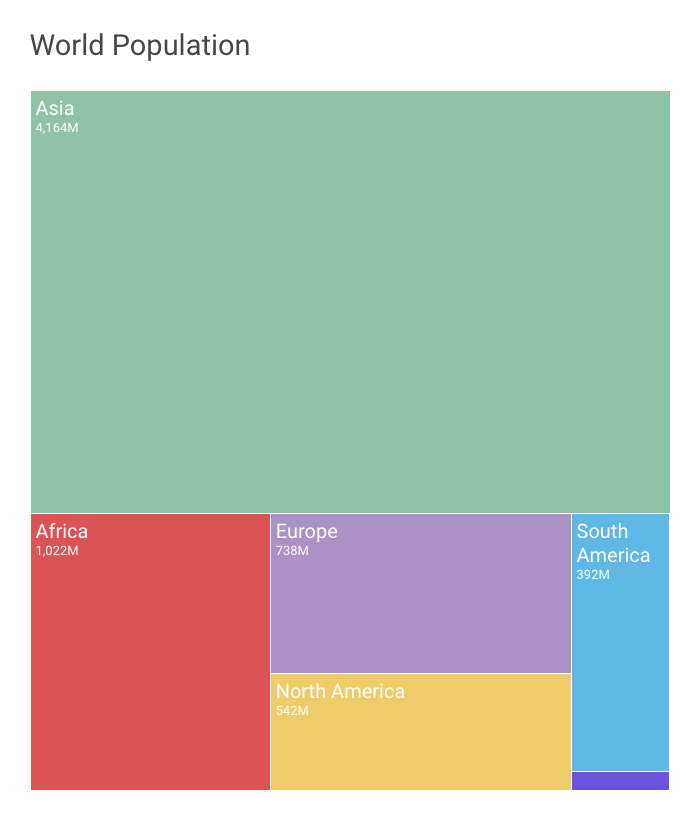 World Population
Asia
4,164M
Africa
1,022M
Europe
738M
South
America
392M
North America
542M